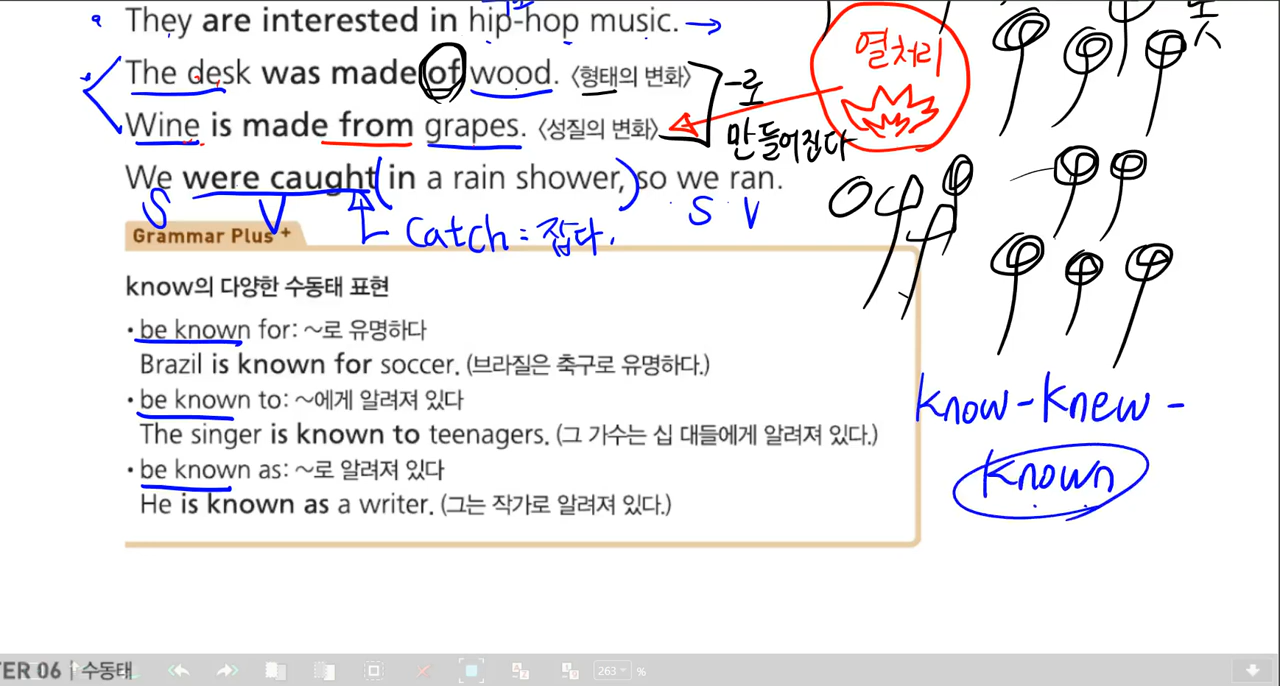 They are interested in hip-hop music. →
The desk was made of wood. 〈형태의 변화〉
Wine is made from grapes. 〈성질의 변화〉
-로
만들어진다
열처리
못
We were caught in a rain shower, so we ran.
S V S V
catch : 잡다.
Grammar Plus+
know의 다양한 수동태 표현
• be known for: ～로 유명하다
Brazil is known for soccer. (브라질은 축구로 유명하다.)
• be known to: ～에게 알려져 있다
The singer is known to teenagers. (그 가수는 십 대들에게 알려져 있다.)
• be known as: ～로 알려져 있다
He is known as a writer. (그는 작가로 알려져 있다.)
know - knew -
known
TER 06 | 수동태
263 %